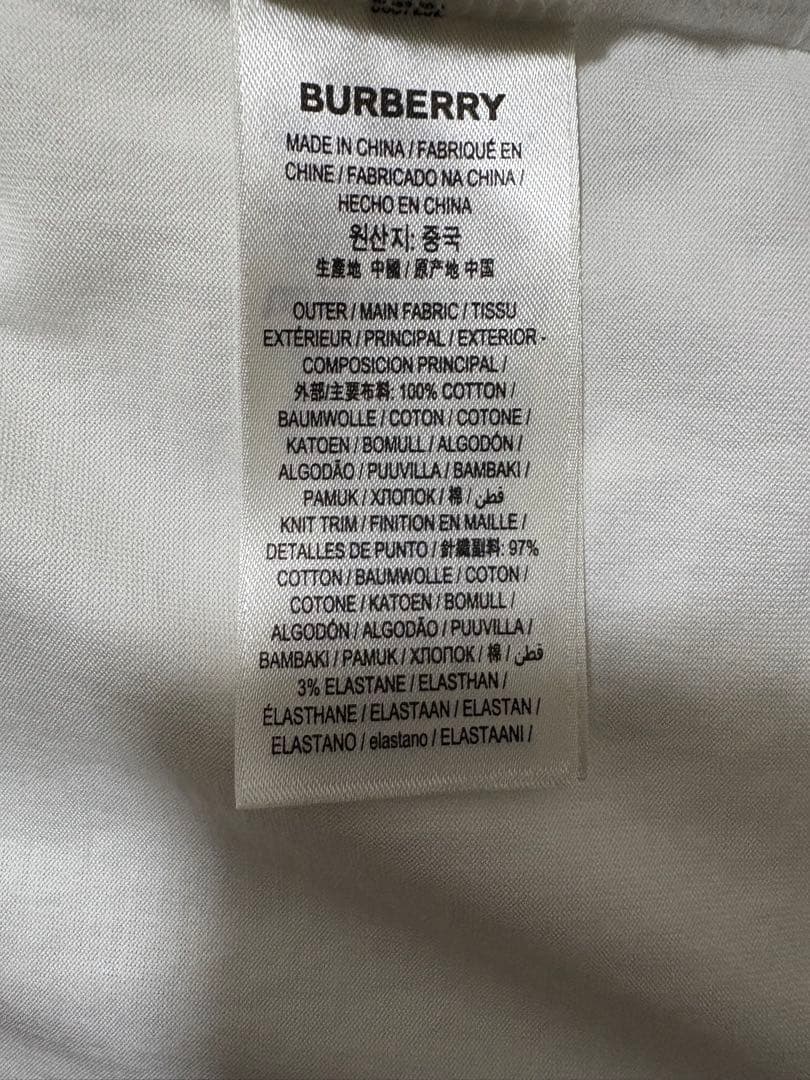 BURBERRY
MADE IN CHINA / FABRIQUÉ EN
CHINE / FABRICADO NA CHINA /
HECHO EN CHINA
원산지: 중국
生產地 中國 / 原产地 中国
OUTER / MAIN FABRIC / TISSU
EXTÉRIEUR / PRINCIPAL / EXTERIOR -
COMPOSICION PRINCIPAL /
外部/主要布料: 100% COTTON /
BAUMWOLLE / COTON / COTONE /
KATOEN / BOMULL / ALGODÓN /
ALGODÃO / PUUVILLA / BAMBAKI /
PAMUK / ХЛОПОК / 棉 / قطن /
KNIT TRIM / FINITION EN MAILLE /
DETALLES DE PUNTO / 針織副料: 97%
COTTON / BAUMWOLLE / COTON /
COTONE / KATOEN / BOMULL /
ALGODÓN / ALGODÃO / PUUVILLA /
BAMBAKI / PAMUK / ХЛОПОК / 棉 / قطن /
3% ELASTANE / ELASTHAN /
ÉLASTHANE / ELASTAAN / ELASTAN /
ELASTANO / elastano / ELASTAANI /